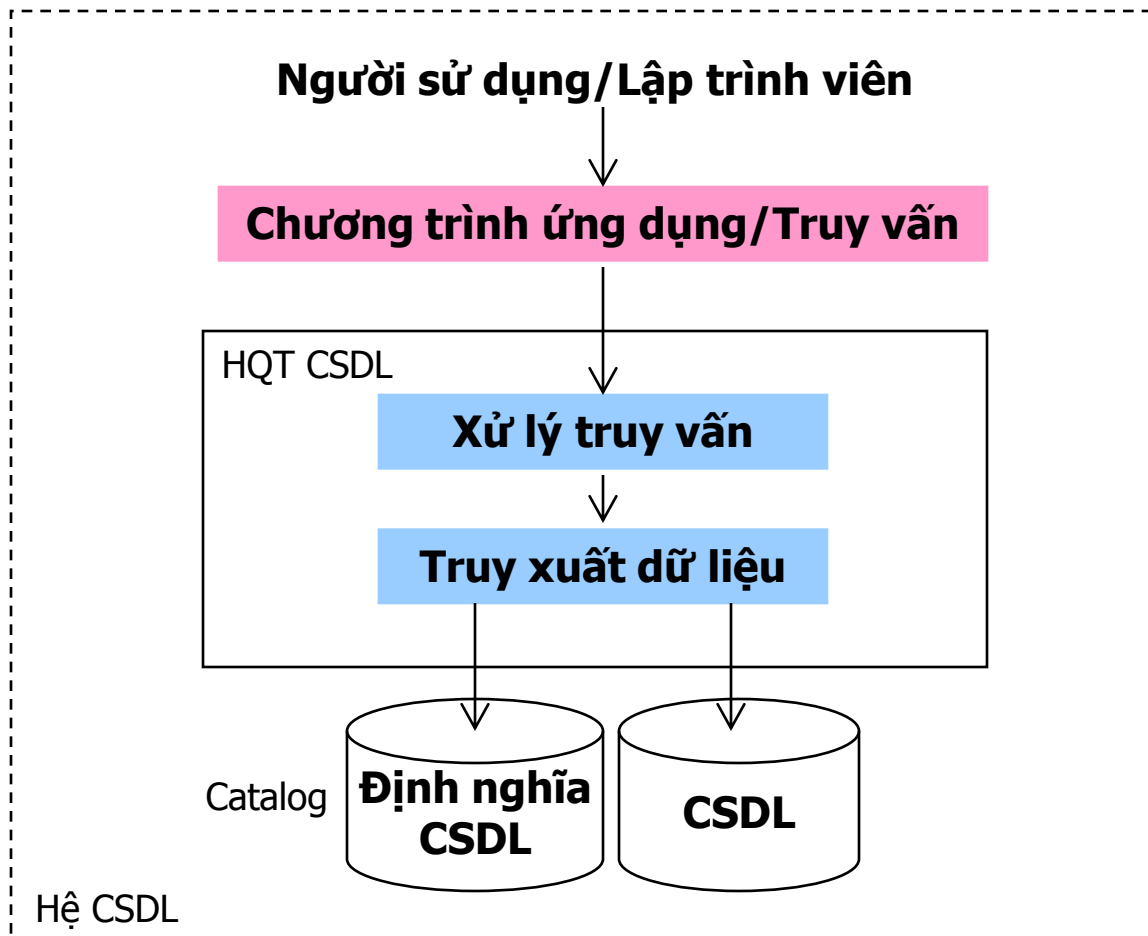 Người sử dụng/Lập trình viên
Chương trình ứng dụng/Truy vấn
HQT CSDL
Xử lý truy vấn
Truy xuất dữ liệu
Catalog
Định nghĩa
CSDL
CSDL
Hệ CSDL